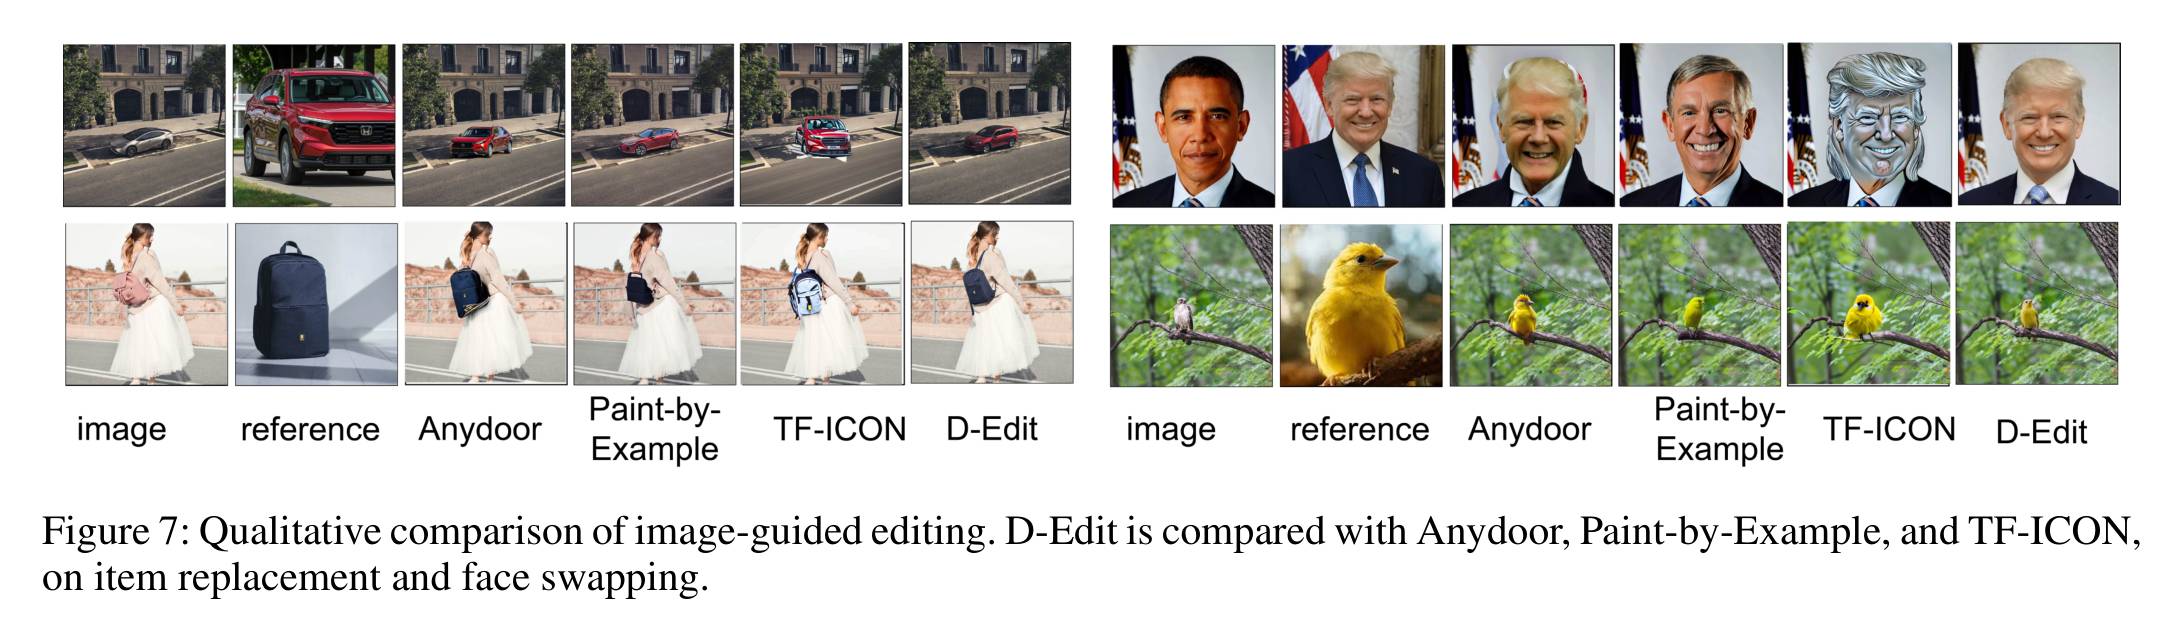 image reference Anydoor Paint-by-Example TF-ICON D-Edit
image reference Anydoor Paint-by-Example TF-ICON D-Edit
Figure 7: Qualitative comparison of image-guided editing. D-Edit is compared with Anydoor, Paint-by-Example, and TF-ICON,
on item replacement and face swapping.